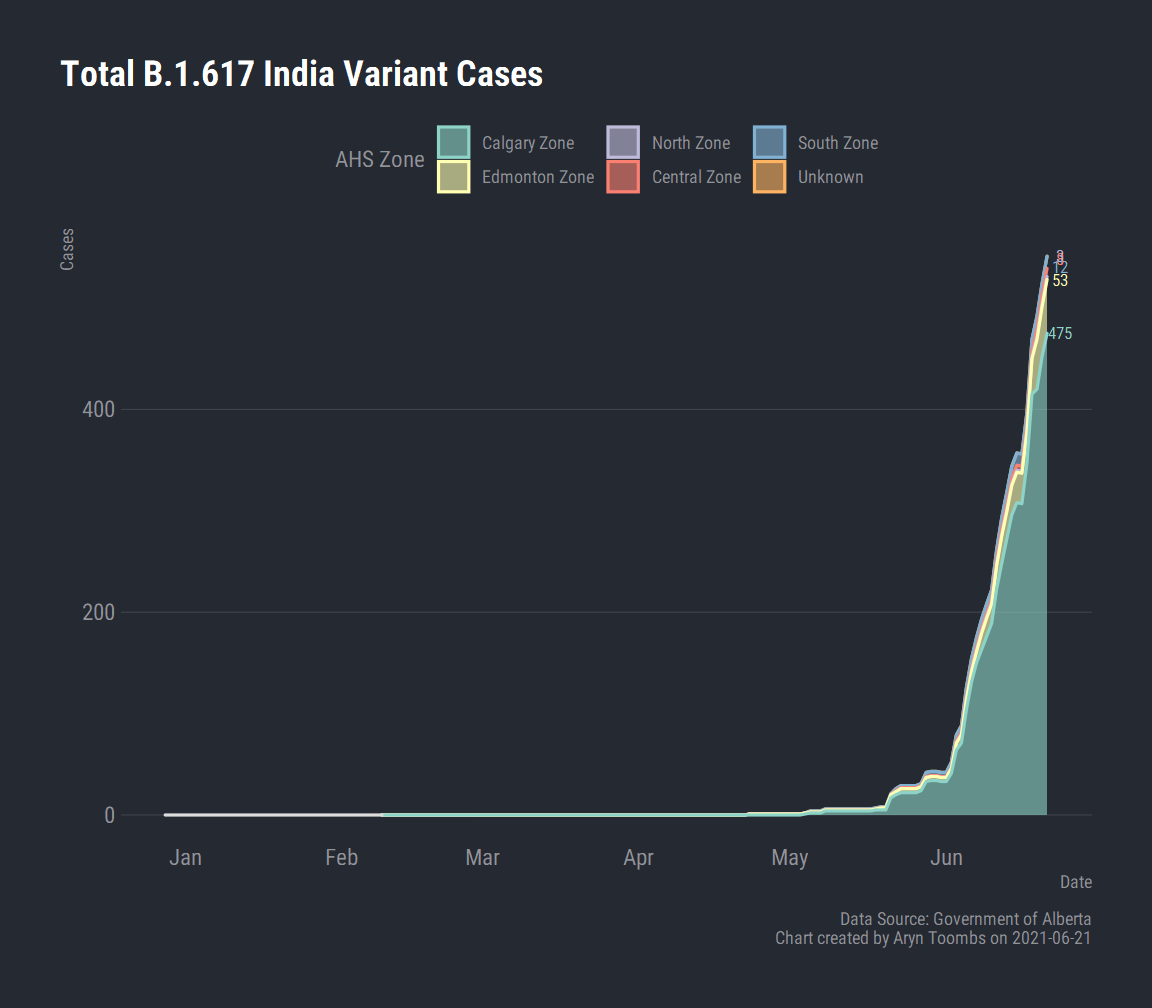 Total B.1.617 India Variant Cases
AHS Zone
Calgary Zone North Zone South Zone
Edmonton Zone Central Zone Unknown
Cases
12
53
475
400
200
0
Jan Feb Mar Apr May Jun
Date
Data Source: Government of Alberta
Chart created by Aryn Toombs on 2021-06-21